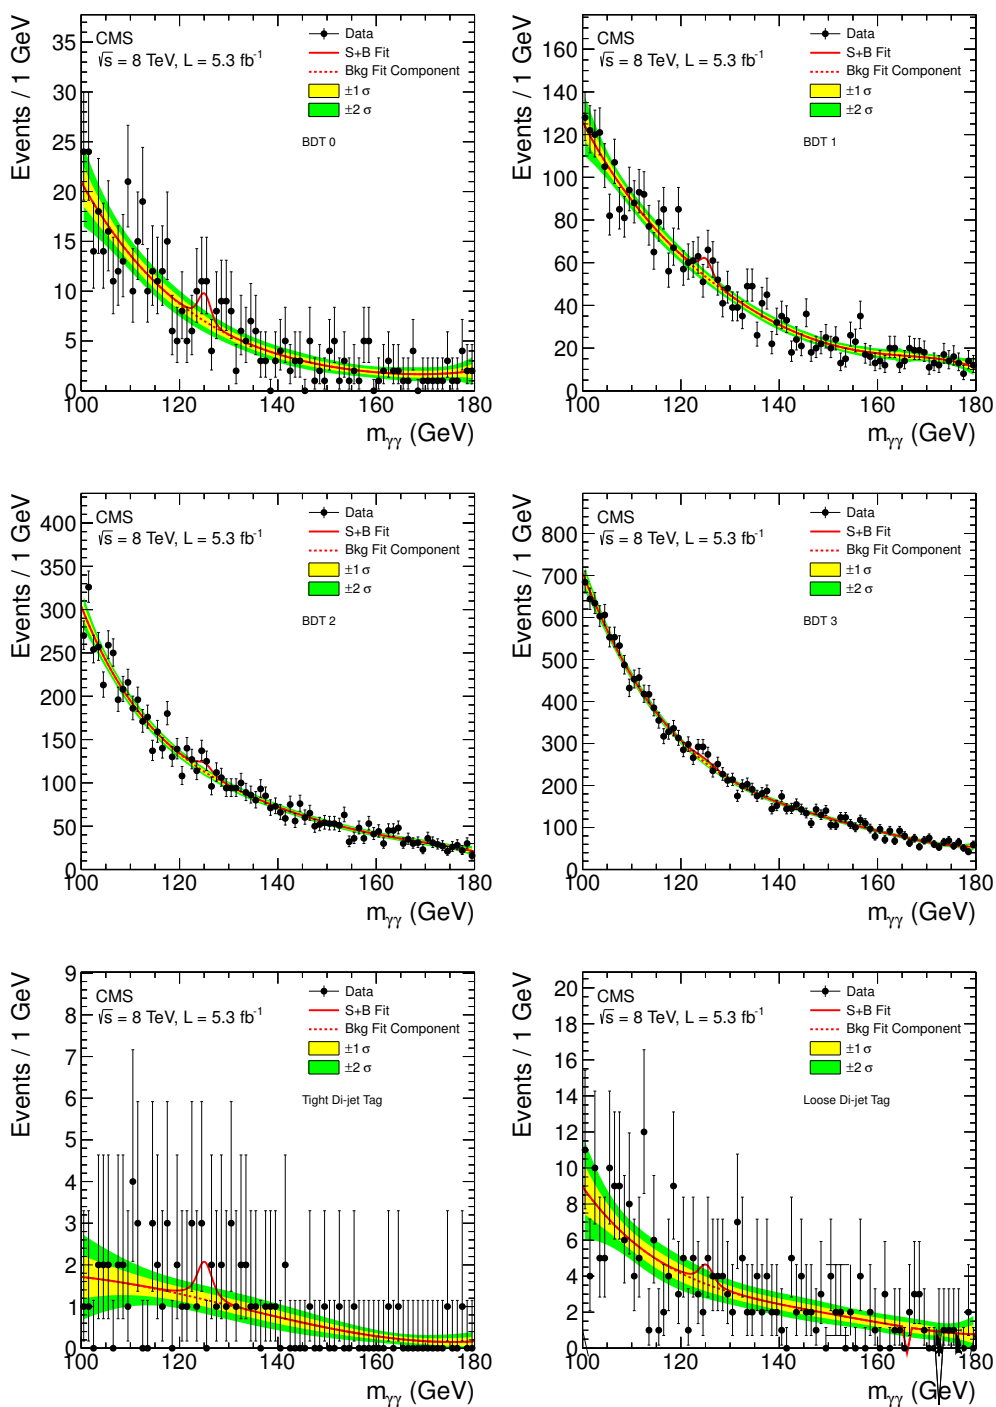 Events / 1 GeV
35
30
25
20
15
10
5
0
CMS
√s = 8 TeV, L = 5.3 fb⁻¹
Data
S+B Fit
Bkg Fit Component
±1 σ
±2 σ
BDT 0
100 120 140 160 180
mγγ (GeV)
Events / 1 GeV
160
140
120
100
80
60
40
20
0
CMS
√s = 8 TeV, L = 5.3 fb⁻¹
Data
S+B Fit
Bkg Fit Component
±1 σ
±2 σ
BDT 1
100 120 140 160 180
mγγ (GeV)
Events / 1 GeV
400
350
300
250
200
150
100
50
0
CMS
√s = 8 TeV, L = 5.3 fb⁻¹
Data
S+B Fit
Bkg Fit Component
±1 σ
±2 σ
BDT 2
100 120 140 160 180
mγγ (GeV)
Events / 1 GeV
800
700
600
500
400
300
200
100
0
CMS
√s = 8 TeV, L = 5.3 fb⁻¹
Data
S+B Fit
Bkg Fit Component
±1 σ
±2 σ
BDT 3
100 120 140 160 180
mγγ (GeV)
Events / 1 GeV
9
8
7
6
5
4
3
2
1
0
CMS
√s = 8 TeV, L = 5.3 fb⁻¹
Data
S+B Fit
Bkg Fit Component
±1 σ
±2 σ
Tight Di-jet Tag
100 120 140 160 180
mγγ (GeV)
Events / 1 GeV
20
18
16
14
12
10
8
6
4
2
0
CMS
√s = 8 TeV, L = 5.3 fb⁻¹
Data
S+B Fit
Bkg Fit Component
±1 σ
±2 σ
Loose Di-jet Tag
100 120 140 160 180
mγγ (GeV)